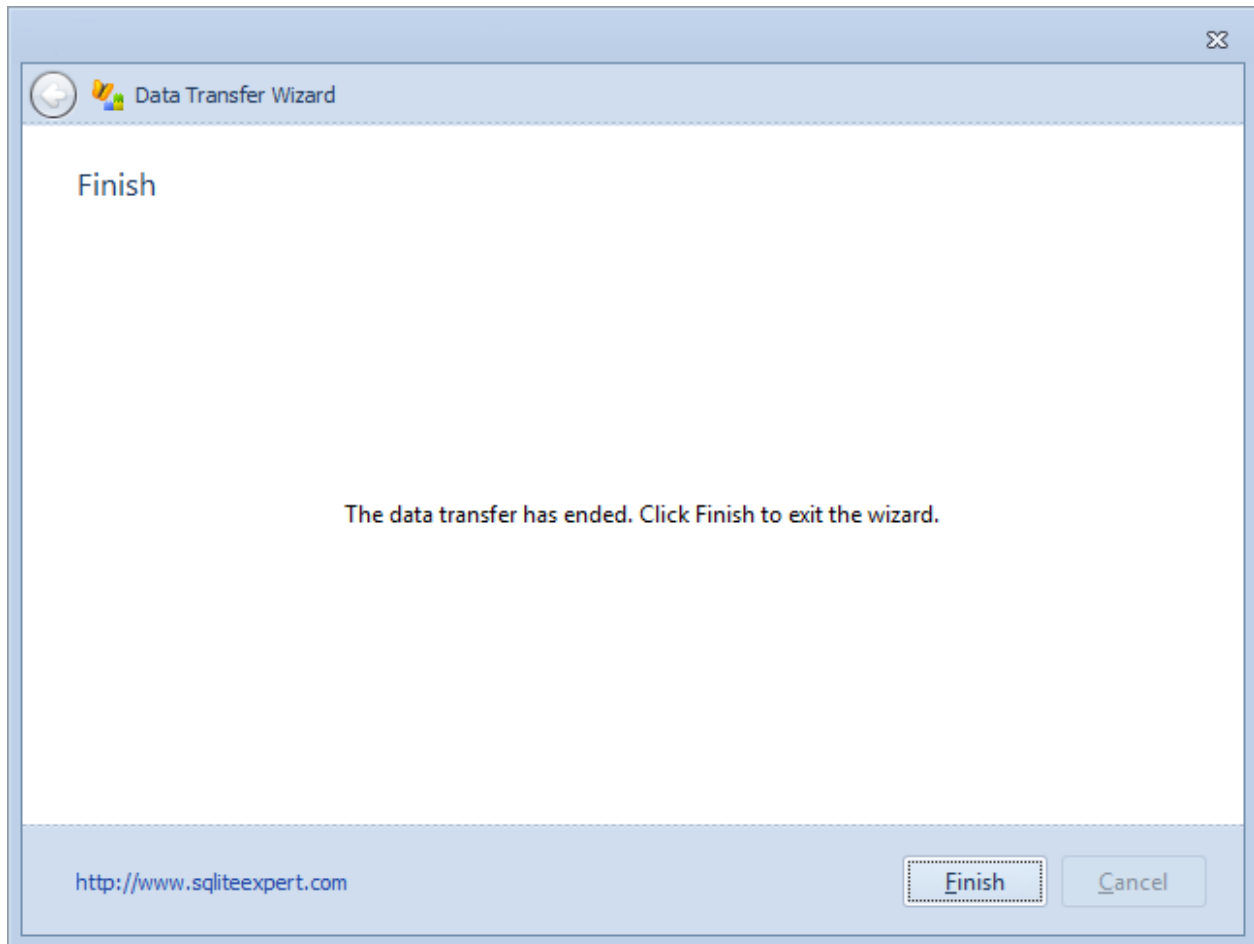 Data Transfer Wizard
Finish
The data transfer has ended. Click Finish to exit the wizard.
http://www.sqliteexpert.com
Finish
Cancel